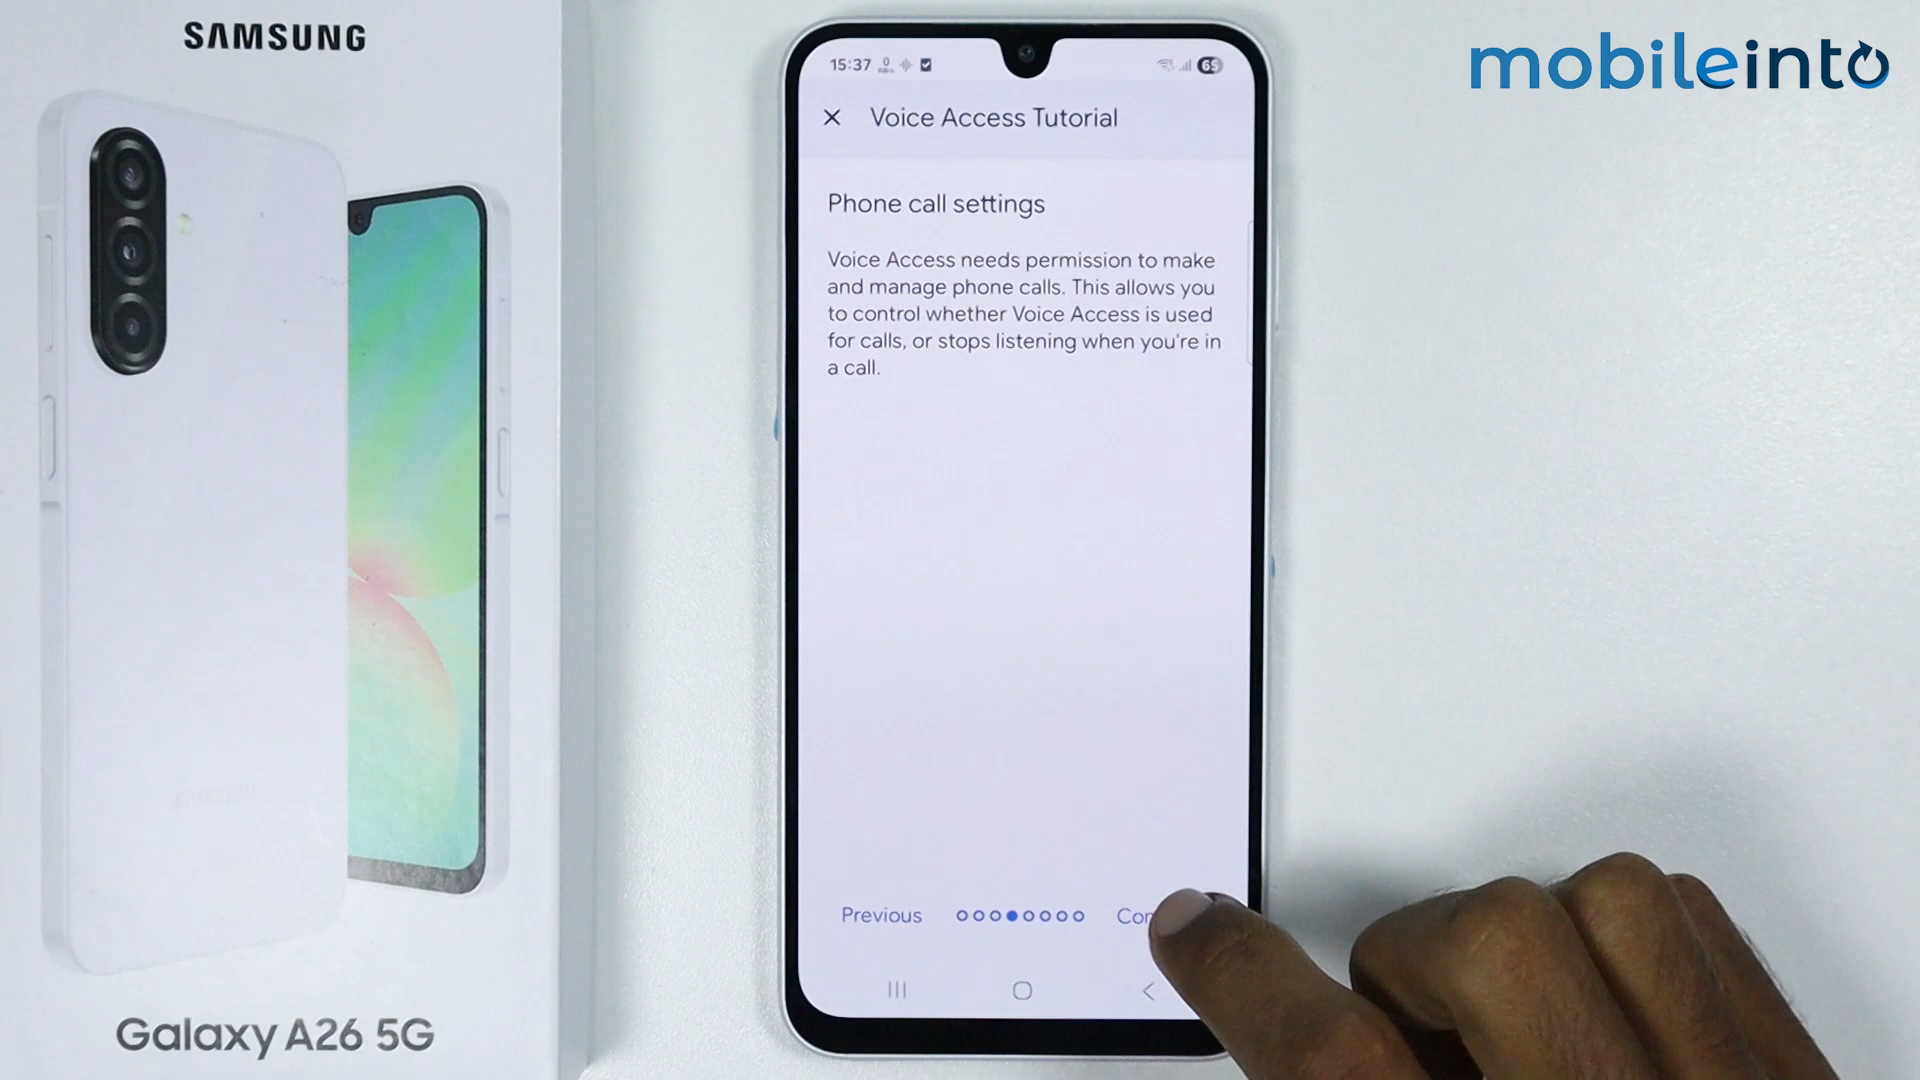 SAMSUNG
Galaxy A26 5G
mobileinto
15:37
Voice Access Tutorial
Phone call settings
Voice Access needs permission to make
and manage phone calls. This allows you
to control whether Voice Access is used
for calls, or stops listening when you're in
a call.
Previous